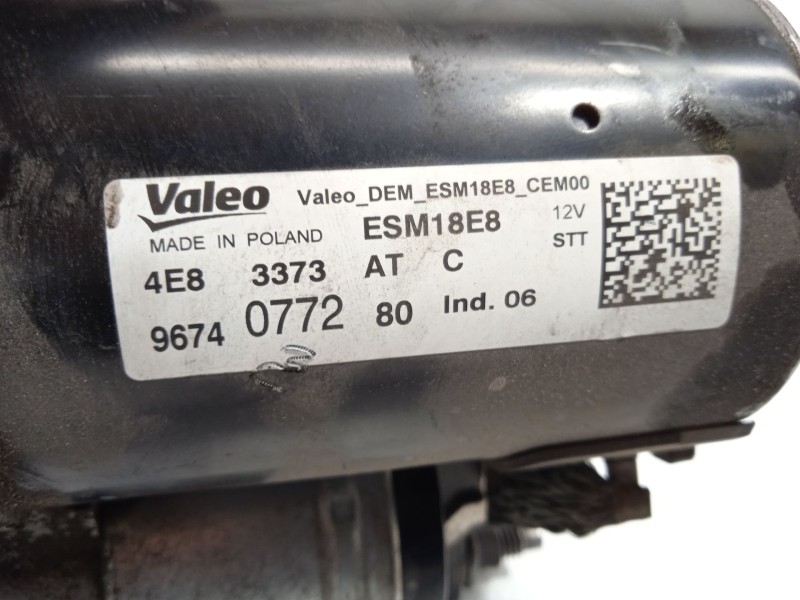 Valeo Valeo_DEM_ESM18E8_CEM00
MADE IN POLAND ESM18E8 12V
STT
4E8 3373 AT C
9674 0772 80 Ind. 06